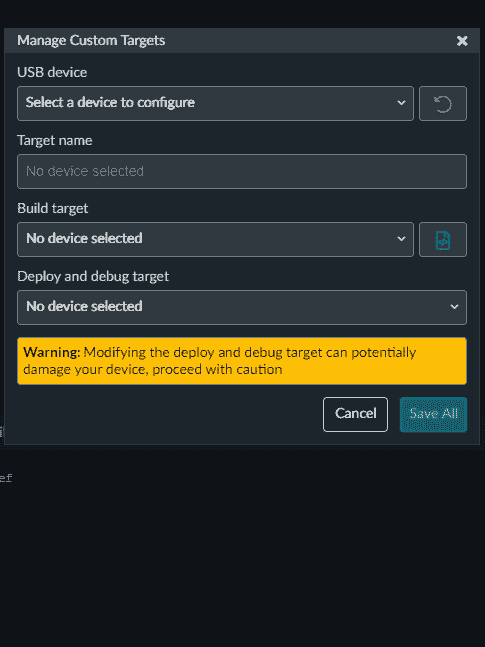 Manage Custom Targets
USB device
Select a device to configure
Target name
No device selected
Build target
No device selected
Deploy and debug target
No device selected
Warning: Modifying the deploy and debug target can potentially
damage your device, proceed with caution
Cancel Save All
ef